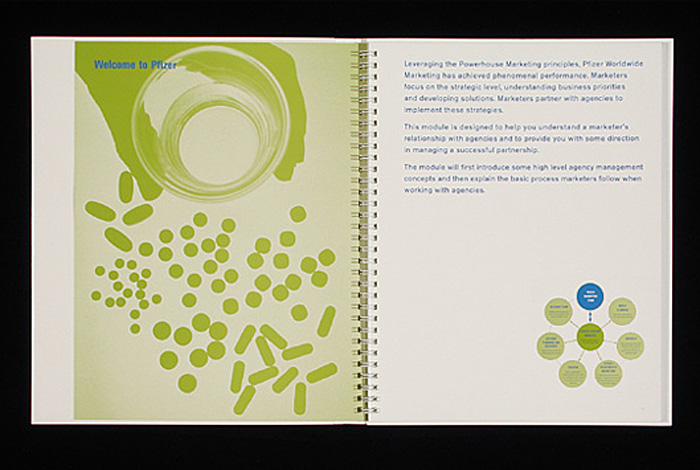 Welcome to Pfizer
Leveraging the Powerhouse Marketing principles, Pfizer Worldwide
Marketing has achieved phenomenal performance. Marketers
focus on the strategic level, understanding business priorities
and developing solutions. Marketers partner with agencies to
implement these strategies.
This module is designed to help you understand a marketer's
relationship with agencies and to provide you with some direction
in managing a successful partnership.
The module will first introduce some high level agency management
concepts and then explain the basic process marketers follow when
working with agencies.